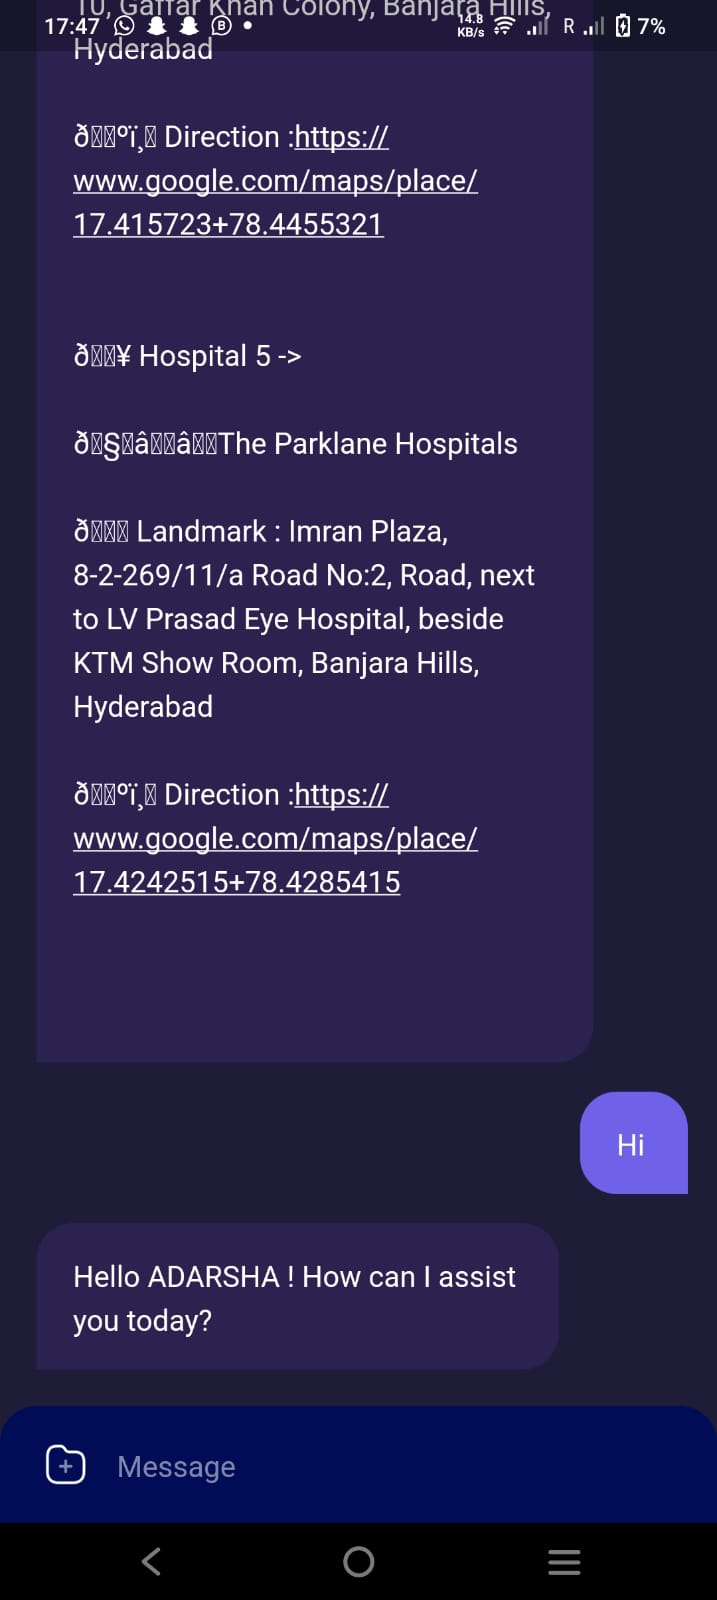 10, Gaffar Khan Colony, Banjara Hills,
17:47 14.8 KB/s R 7%
Hyderabad
Direction :https://
www.google.com/maps/place/
17.415723+78.4455321
Hospital 5 ->
The Parklane Hospitals
Landmark : Imran Plaza,
8-2-269/11/a Road No:2, Road, next
to LV Prasad Eye Hospital, beside
KTM Show Room, Banjara Hills,
Hyderabad
Direction :https://
www.google.com/maps/place/
17.4242515+78.4285415
Hi
Hello ADARSHA ! How can I assist
you today?
Message